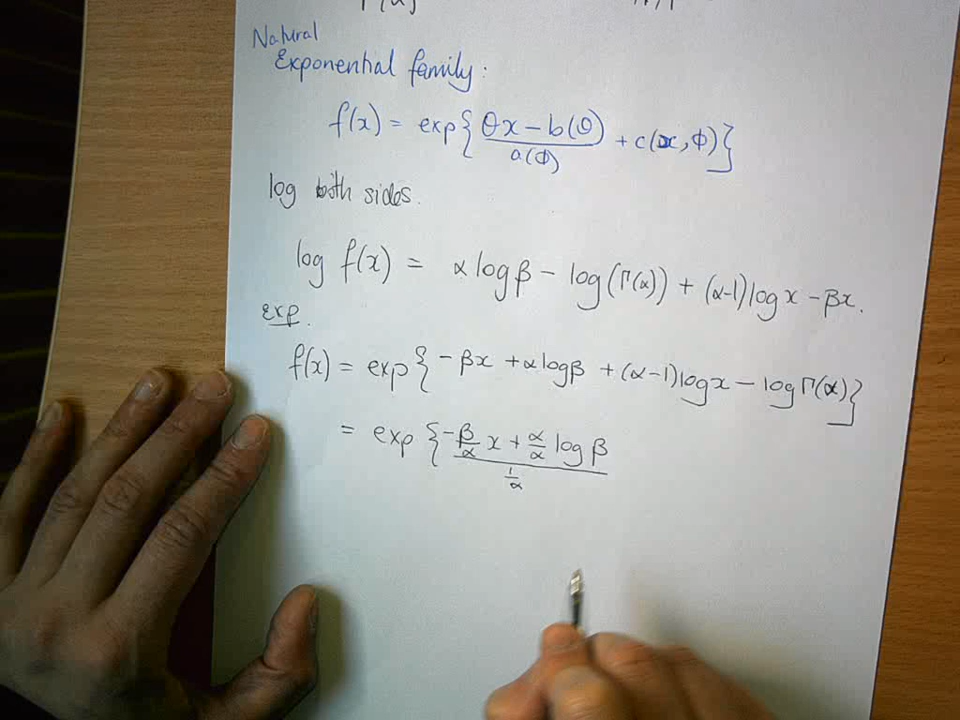 Natural
Exponential family:
f(x) = exp{ (θx − b(θ))/a(ϕ) + c(x, ϕ) }
log both sides.
log f(x) = α log β − log(Γ(α)) + (α-1) log x − βx.
exp.
f(x) = exp{ −βx + α log β + (α−1) log x − log Γ(α) }
= exp { (−β/α x + α/α log β)/(1/α)